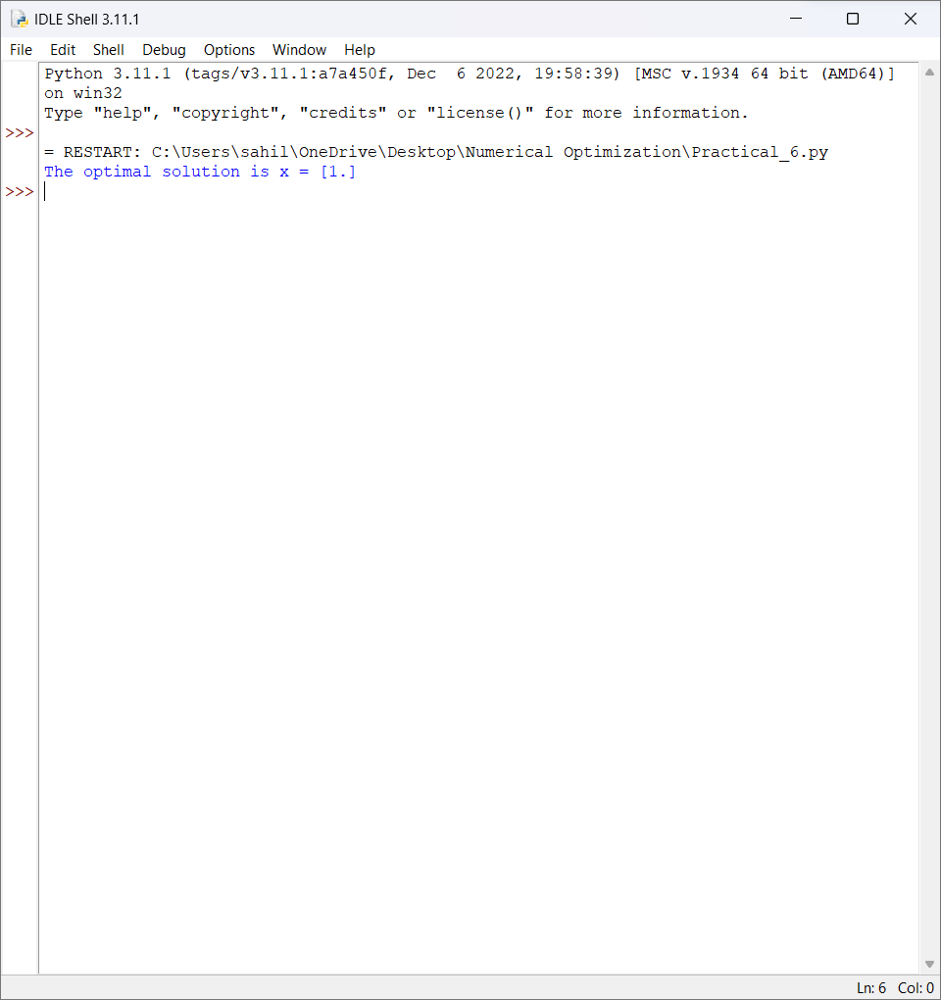 IDLE Shell 3.11.1
File Edit Shell Debug Options Window Help
Python 3.11.1 (tags/v3.11.1:a7a450f, Dec  6 2022, 19:58:39) [MSC v.1934 64 bit (AMD64)]
on win32
Type "help", "copyright", "credits" or "license()" for more information.
>>>
= RESTART: C:\Users\sahil\OneDrive\Desktop\Numerical Optimization\Practical_6.py
The optimal solution is x = [1.]
>>>
Ln: 6 Col: 0